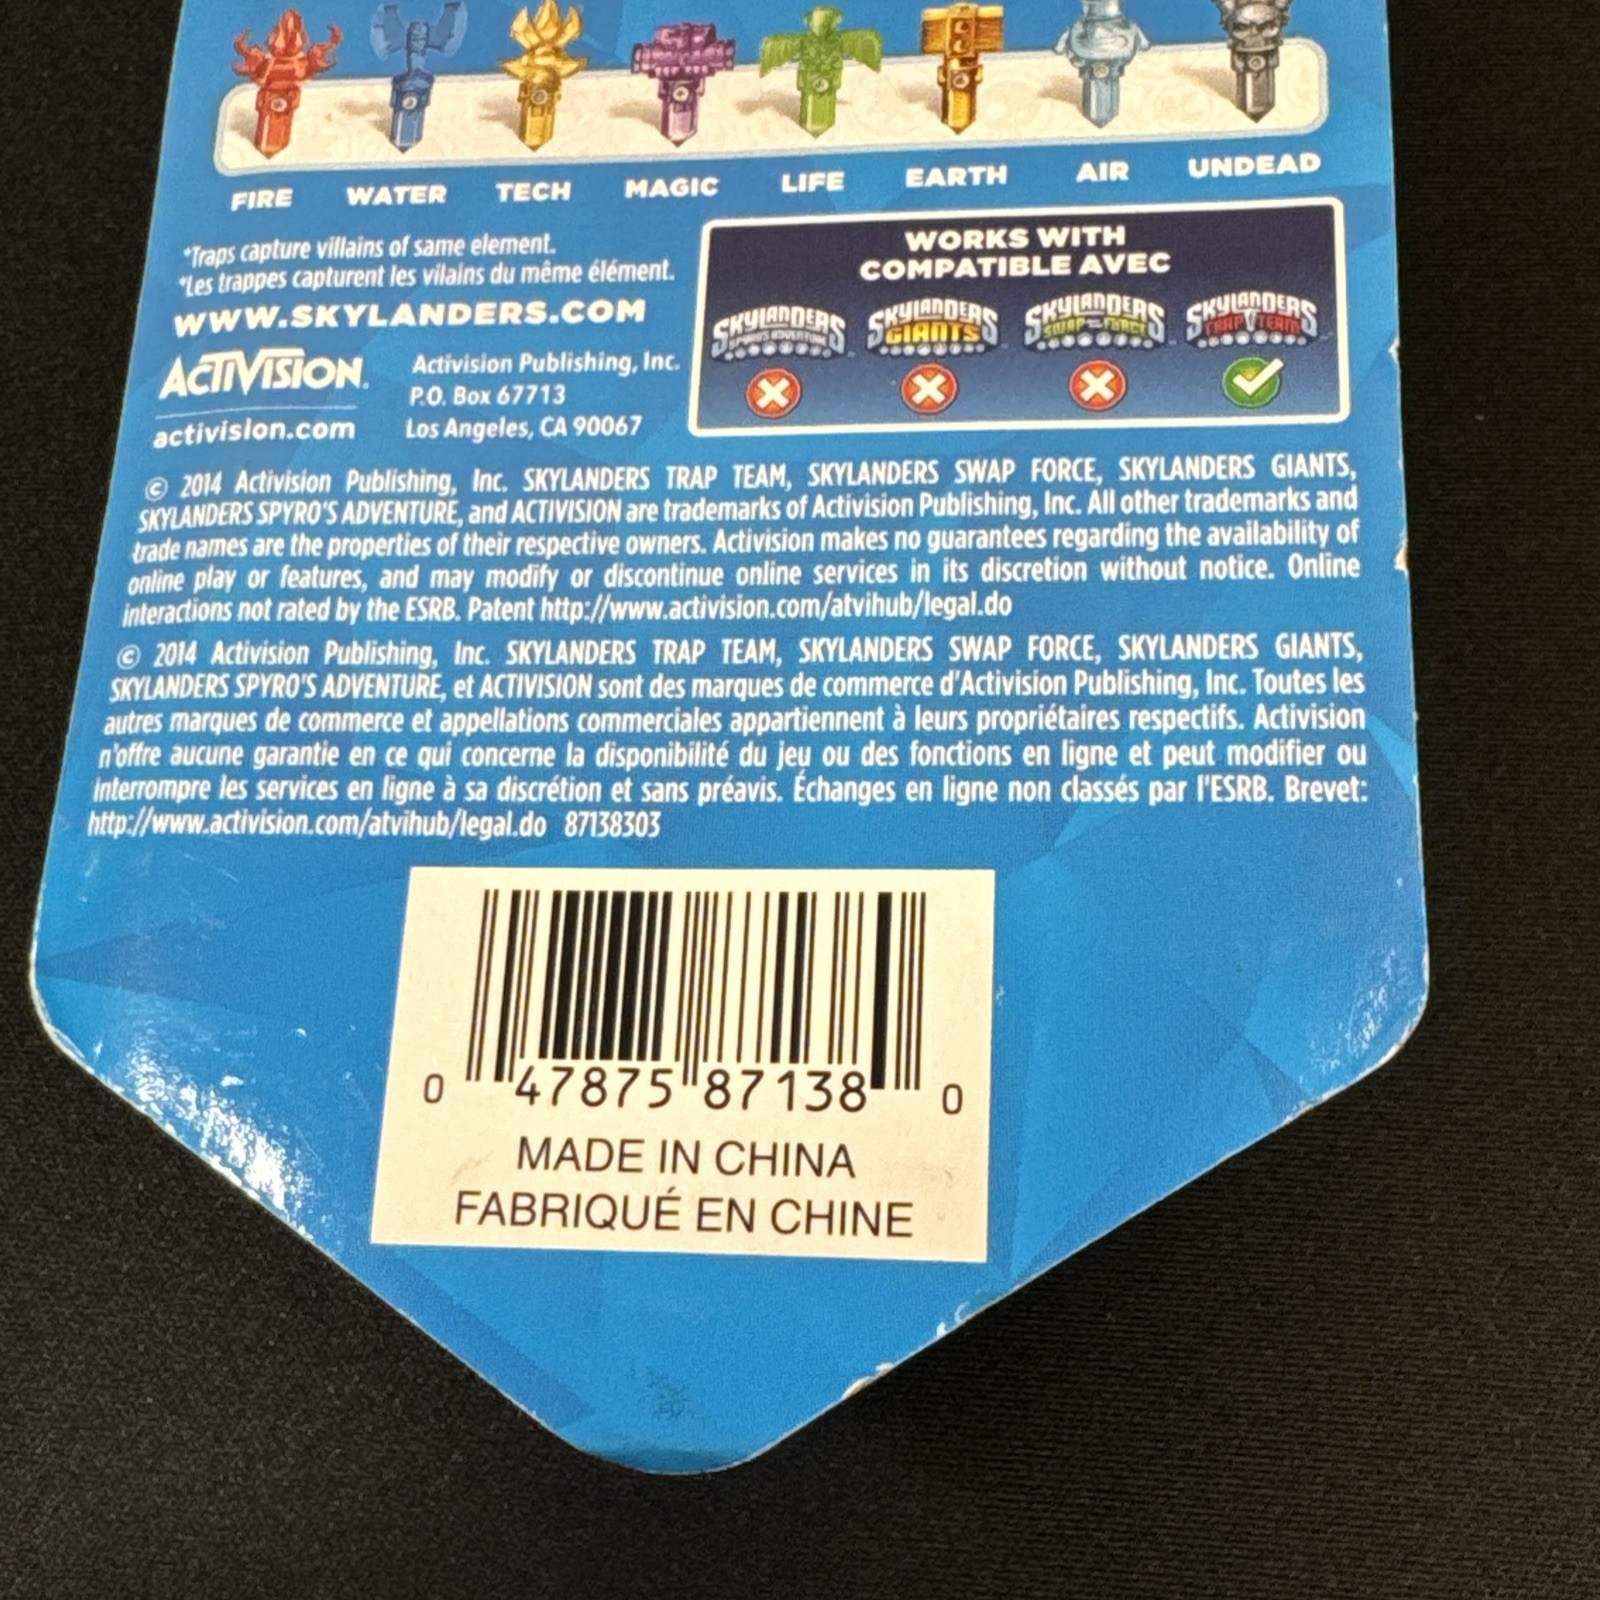 FIRE WATER TECH MAGIC LIFE EARTH AIR UNDEAD
*Traps capture villains of same element.
*Les trappes capturent les vilains du même élément.
WWW.SKYLANDERS.COM
ACTIVISION.
activision.com
Activision Publishing, Inc.
P.O. Box 67713
Los Angeles, CA 90067
WORKS WITH
COMPATIBLE AVEC
SKYLANDERS SPYRO'S ADVENTURE
SKYLANDERS GIANTS
SKYLANDERS SWAP FORCE
SKYLANDERS TRAP TEAM
© 2014 Activision Publishing, Inc. SKYLANDERS TRAP TEAM, SKYLANDERS SWAP FORCE, SKYLANDERS GIANTS,
SKYLANDERS SPYRO'S ADVENTURE, and ACTIVISION are trademarks of Activision Publishing, Inc. All other trademarks and
trade names are the properties of their respective owners. Activision makes no guarantees regarding the availability of
online play or features, and may modify or discontinue online services in its discretion without notice. Online
interactions not rated by the ESRB. Patent http://www.activision.com/atvihub/legal.do
© 2014 Activision Publishing, Inc. SKYLANDERS TRAP TEAM, SKYLANDERS SWAP FORCE, SKYLANDERS GIANTS,
SKYLANDERS SPYRO'S ADVENTURE, et ACTIVISION sont des marques de commerce d'Activision Publishing, Inc. Toutes les
autres marques de commerce et appellations commerciales appartiennent à leurs propriétaires respectifs. Activision
n'offre aucune garantie en ce qui concerne la disponibilité du jeu ou des fonctions en ligne et peut modifier ou
interrompre les services en ligne à sa discrétion et sans préavis. Échanges en ligne non classés par l'ESRB. Brevet:
http://www.activision.com/atvihub/legal.do 87138303
0 47875 87138 0
MADE IN CHINA
FABRIQUÉ EN CHINE